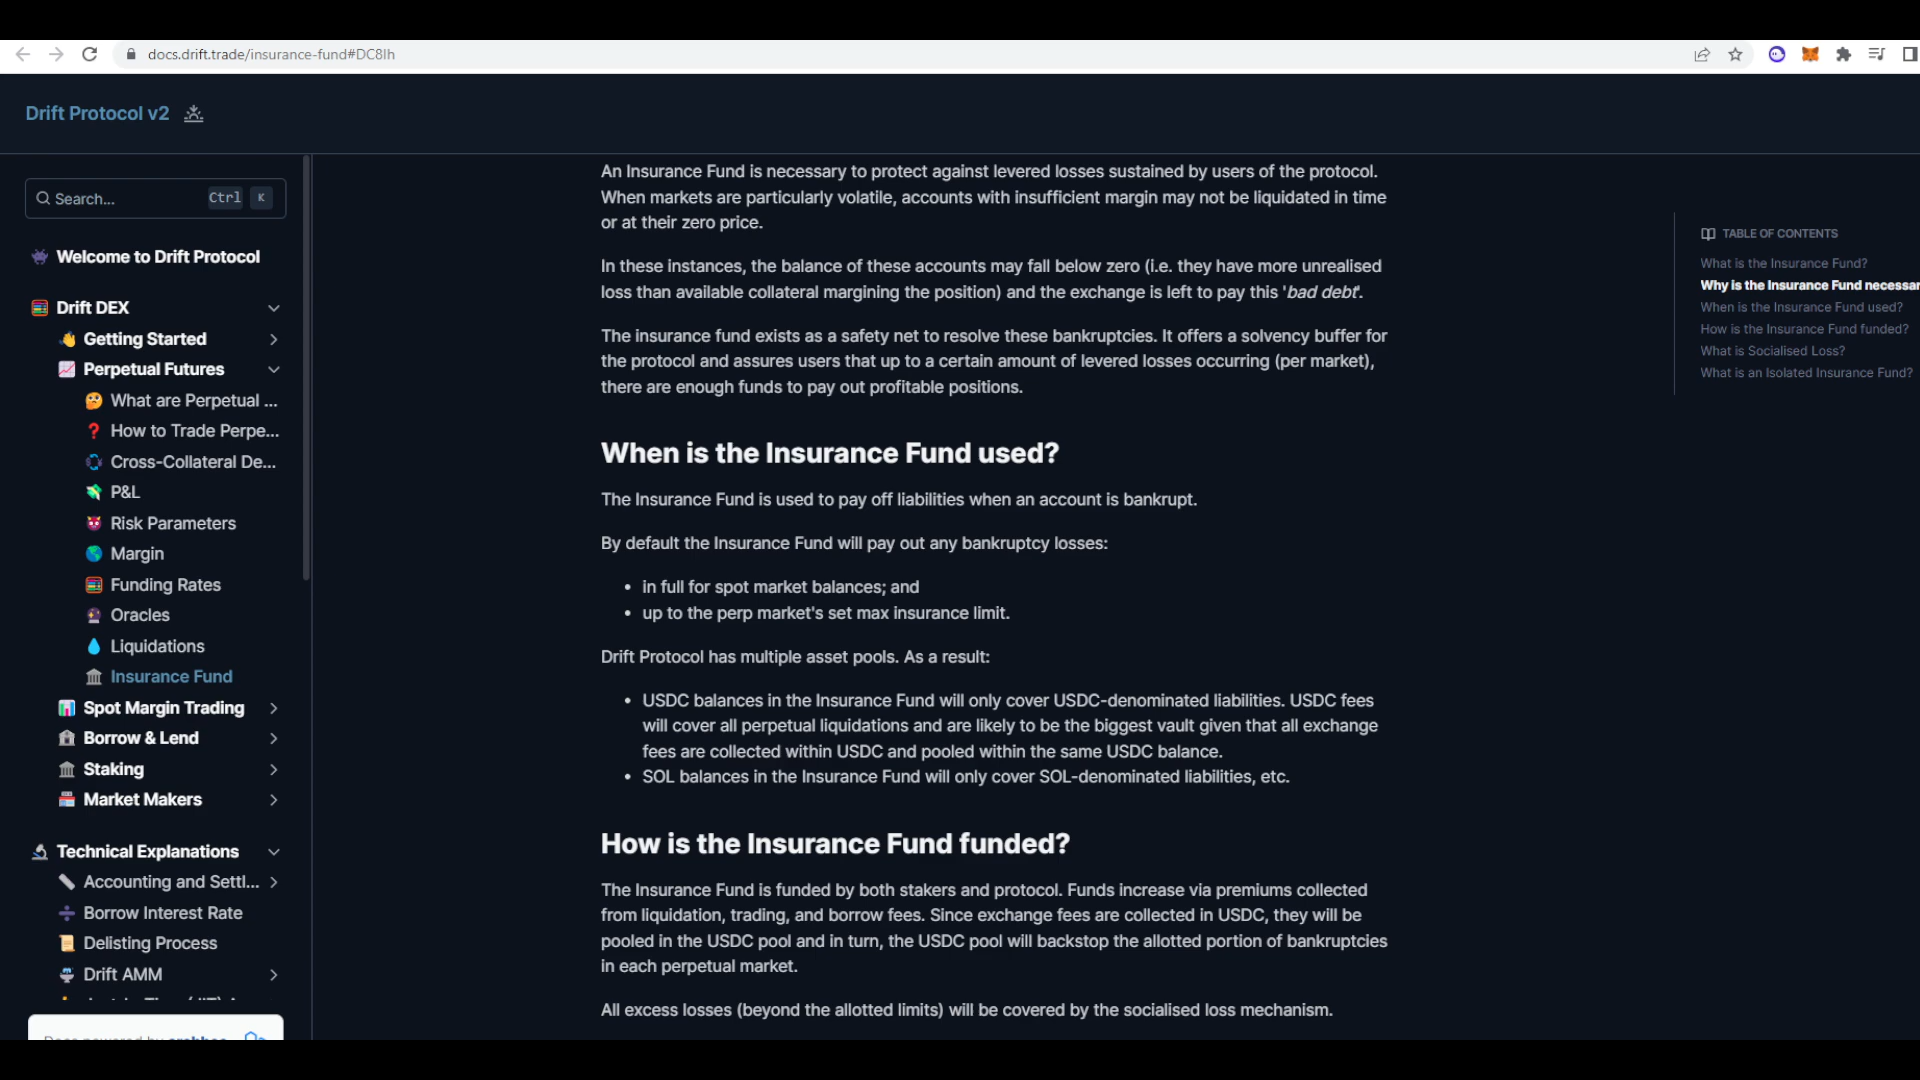 docs.drift.trade/insurance-fund#DC8Ih
Drift Protocol v2
Search...
Ctrl K
Welcome to Drift Protocol
Drift DEX
Getting Started
Perpetual Futures
What are Perpetual ...
How to Trade Perpe...
Cross-Collateral De...
P&L
Risk Parameters
Margin
Funding Rates
Oracles
Liquidations
Insurance Fund
Spot Margin Trading
Borrow & Lend
Staking
Market Makers
Technical Explanations
Accounting and Settl...
Borrow Interest Rate
Delisting Process
Drift AMM
An Insurance Fund is necessary to protect against levered losses sustained by users of the protocol.
When markets are particularly volatile, accounts with insufficient margin may not be liquidated in time
or at their zero price.
In these instances, the balance of these accounts may fall below zero (i.e. they have more unrealised
loss than available collateral margining the position) and the exchange is left to pay this 'bad debt'.
The insurance fund exists as a safety net to resolve these bankruptcies. It offers a solvency buffer for
the protocol and assures users that up to a certain amount of levered losses occurring (per market),
there are enough funds to pay out profitable positions.
When is the Insurance Fund used?
The Insurance Fund is used to pay off liabilities when an account is bankrupt.
By default the Insurance Fund will pay out any bankruptcy losses:
• in full for spot market balances; and
• up to the perp market's set max insurance limit.
Drift Protocol has multiple asset pools. As a result:
• USDC balances in the Insurance Fund will only cover USDC-denominated liabilities. USDC fees
will cover all perpetual liquidations and are likely to be the biggest vault given that all exchange
fees are collected within USDC and pooled within the same USDC balance.
• SOL balances in the Insurance Fund will only cover SOL-denominated liabilities, etc.
How is the Insurance Fund funded?
The Insurance Fund is funded by both stakers and protocol. Funds increase via premiums collected
from liquidation, trading, and borrow fees. Since exchange fees are collected in USDC, they will be
pooled in the USDC pool and in turn, the USDC pool will backstop the allotted portion of bankruptcies
in each perpetual market.
All excess losses (beyond the allotted limits) will be covered by the socialised loss mechanism.
TABLE OF CONTENTS
What is the Insurance Fund?
Why is the Insurance Fund necessar
When is the Insurance Fund used?
How is the Insurance Fund funded?
What is Socialised Loss?
What is an Isolated Insurance Fund?